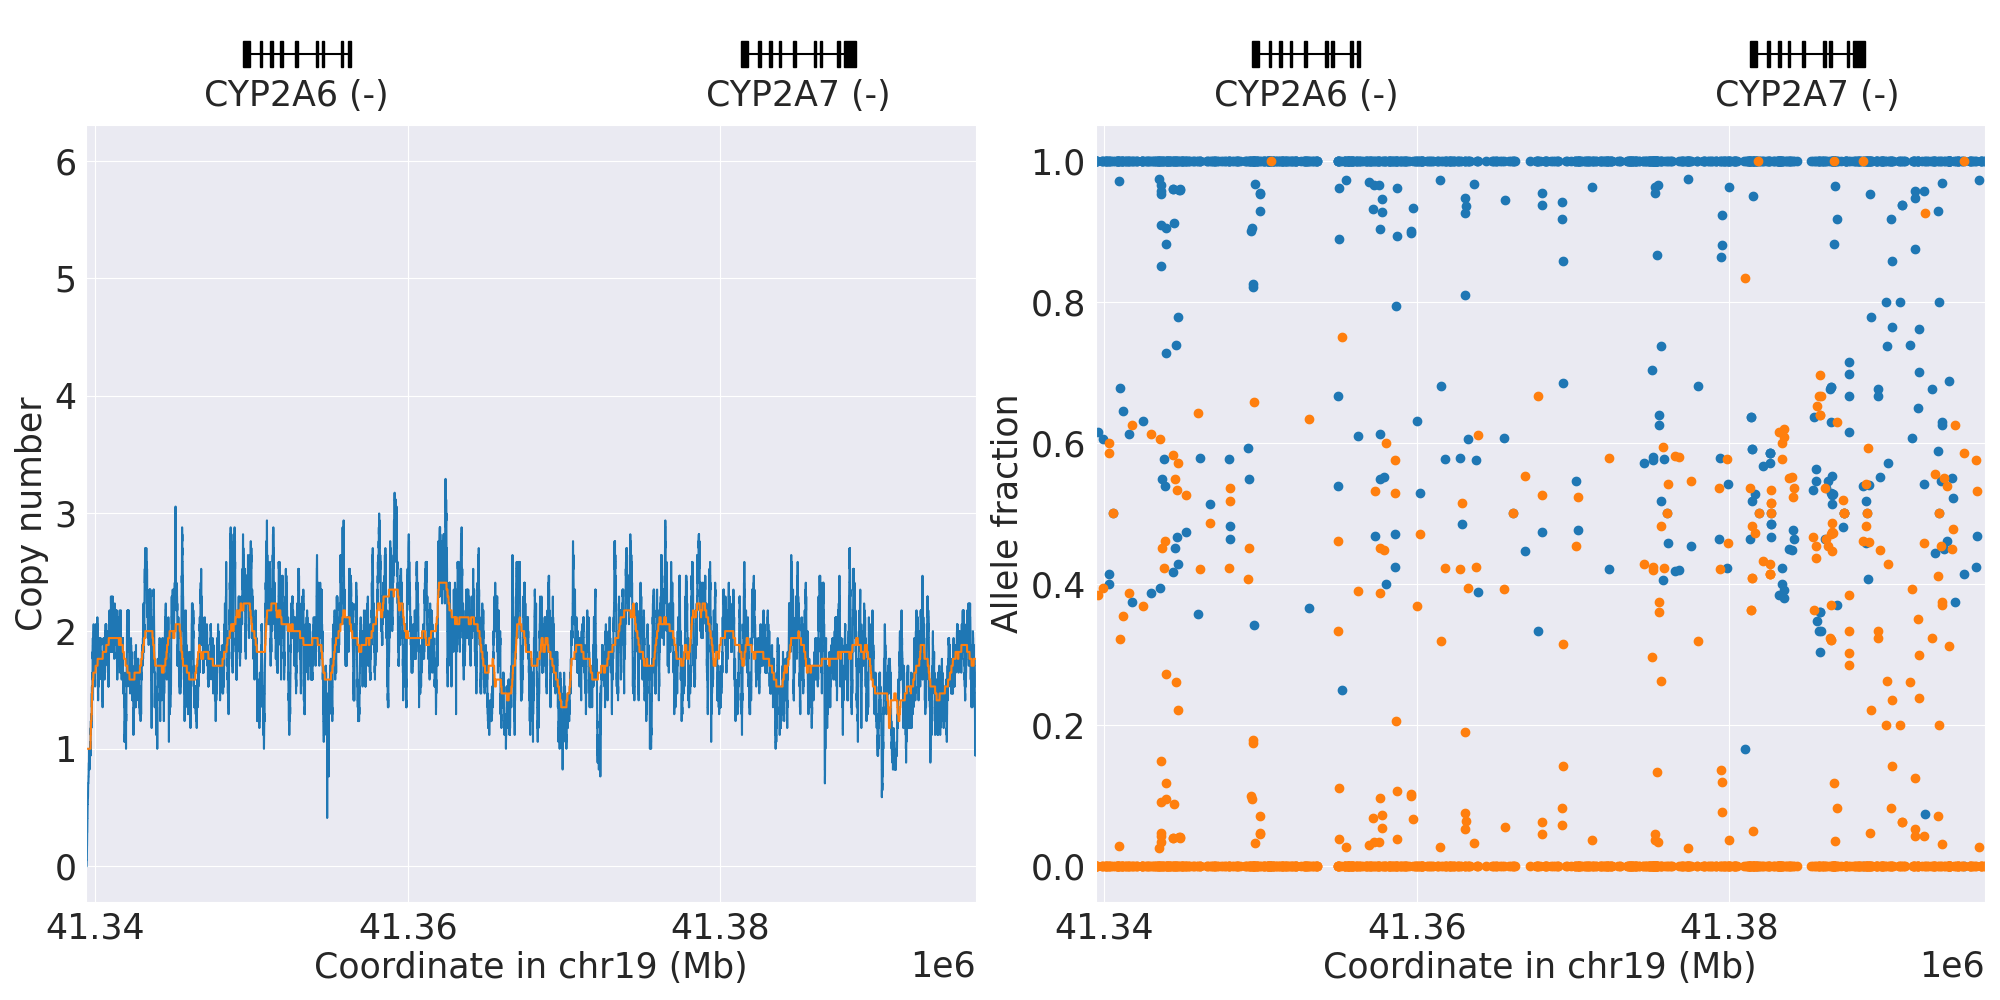 CYP2A6 (-)
CYP2A7 (-)
6
5
4
3
2
1
0
Copy number
41.34
41.36
41.38
Coordinate in chr19 (Mb)
1e6
CYP2A6 (-)
CYP2A7 (-)
1.0
0.8
0.6
0.4
0.2
0.0
Allele fraction
41.34
41.36
41.38
Coordinate in chr19 (Mb)
1e6